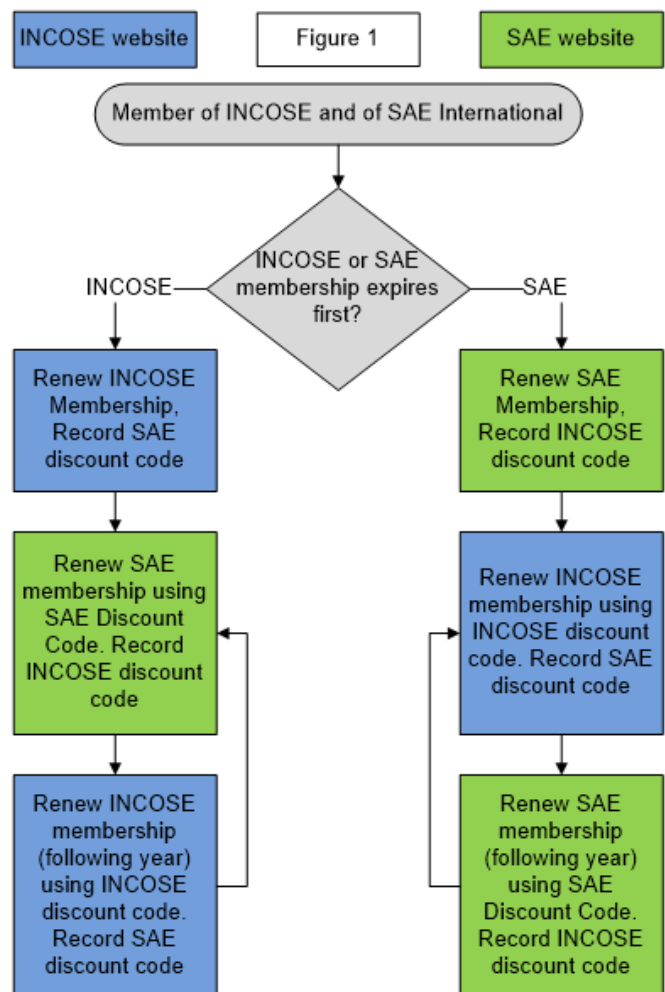 INCOSE website
Figure 1
SAE website
Member of INCOSE and of SAE International
INCOSE or SAE
membership expires
first?
INCOSE
SAE
Renew INCOSE
Membership,
Record SAE
discount code
Renew SAE
Membership,
Record INCOSE
discount code
Renew SAE
membership using
SAE Discount
Code. Record
INCOSE discount
code
Renew INCOSE
membership using
INCOSE discount
code. Record SAE
discount code
Renew INCOSE
membership
(following year)
using INCOSE
discount code.
Record SAE
discount code
Renew SAE
membership
(following year)
using SAE
Discount Code.
Record INCOSE
discount code